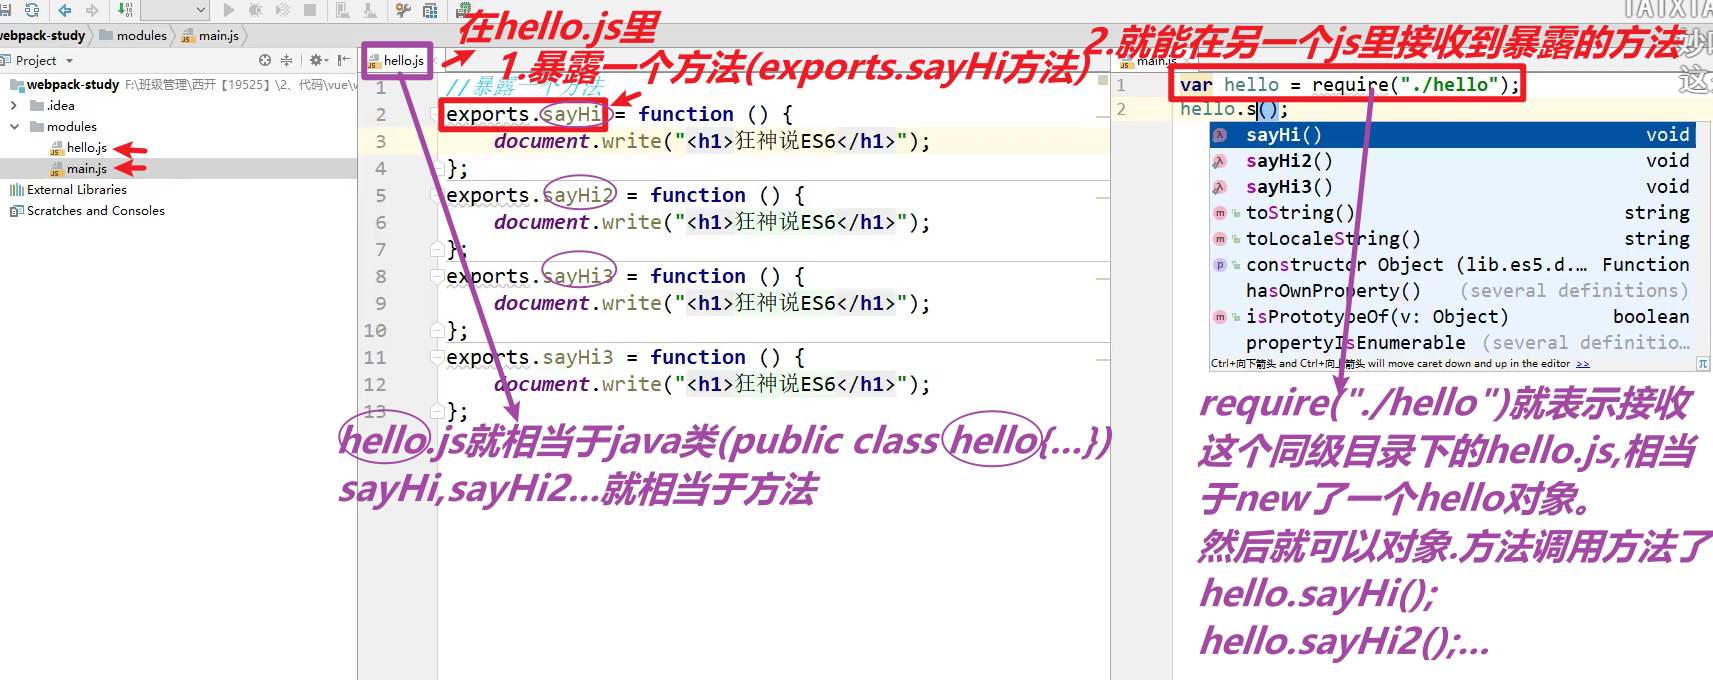 webpack-study
modules
main.js
Project
webpack-study F:\班级管理\西开【19525】\2、代码\vue\w
.idea
modules
hello.js
main.js
External Libraries
Scratches and Consoles
在hello.js里
1.暴露一个方法(exports.sayHi方法)
hello.js
1 //暴露一个方法
2 exports.sayHi = function () {
3 document.write("<h1>狂神说ES6</h1>");
4 };
5 exports.sayHi2 = function () {
6 document.write("<h1>狂神说ES6</h1>");
7 };
8 exports.sayHi3 = function () {
9 document.write("<h1>狂神说ES6</h1>");
10 };
11 exports.sayHi3 = function () {
12 document.write("<h1>狂神说ES6</h1>");
13 };
hello.js就相当于java类(public class hello{...})
sayHi,sayHi2...就相当于方法
2.就能在另一个js里接收到暴露的方法
main.js
1 var hello = require("./hello");
2 hello.s();
sayHi() void
sayHi2() void
sayHi3() void
toString() string
toLocaleString() string
constructor Object (lib.es5.d.... Function
hasOwnProperty() (several definitions)
isPrototypeOf(v: Object) boolean
propertyIsEnumerable (several definitio...
Ctrl+向下箭头 and Ctrl+向上箭头 will move caret down and up in the editor >>
π
require("./hello")就表示接收
这个同级目录下的hello.js,相当
于new了一个hello对象。
然后就可以对象.方法调用方法了
hello.sayHi();
hello.sayHi2();...